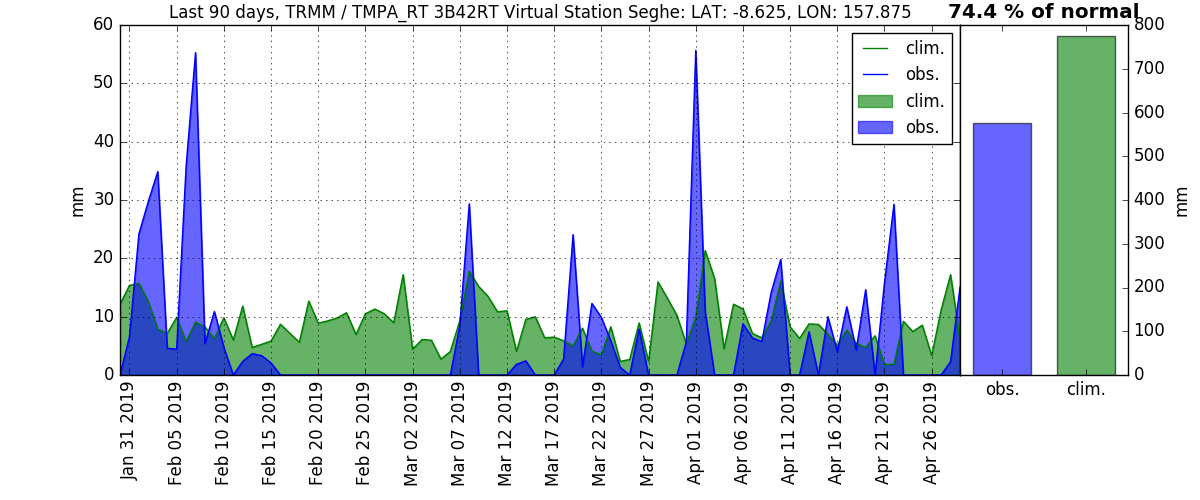 Last 90 days, TRMM / TMPA_RT 3B42RT Virtual Station Seghe: LAT: -8.625, LON: 157.875
74.4 % of normal
60
50
40
30
20
10
0
mm
clim.
obs.
clim.
obs.
800
700
600
500
400
300
200
100
0
mm
Jan 31 2019
Feb 05 2019
Feb 10 2019
Feb 15 2019
Feb 20 2019
Feb 25 2019
Mar 02 2019
Mar 07 2019
Mar 12 2019
Mar 17 2019
Mar 22 2019
Mar 27 2019
Apr 01 2019
Apr 06 2019
Apr 11 2019
Apr 16 2019
Apr 21 2019
Apr 26 2019
obs.
clim.